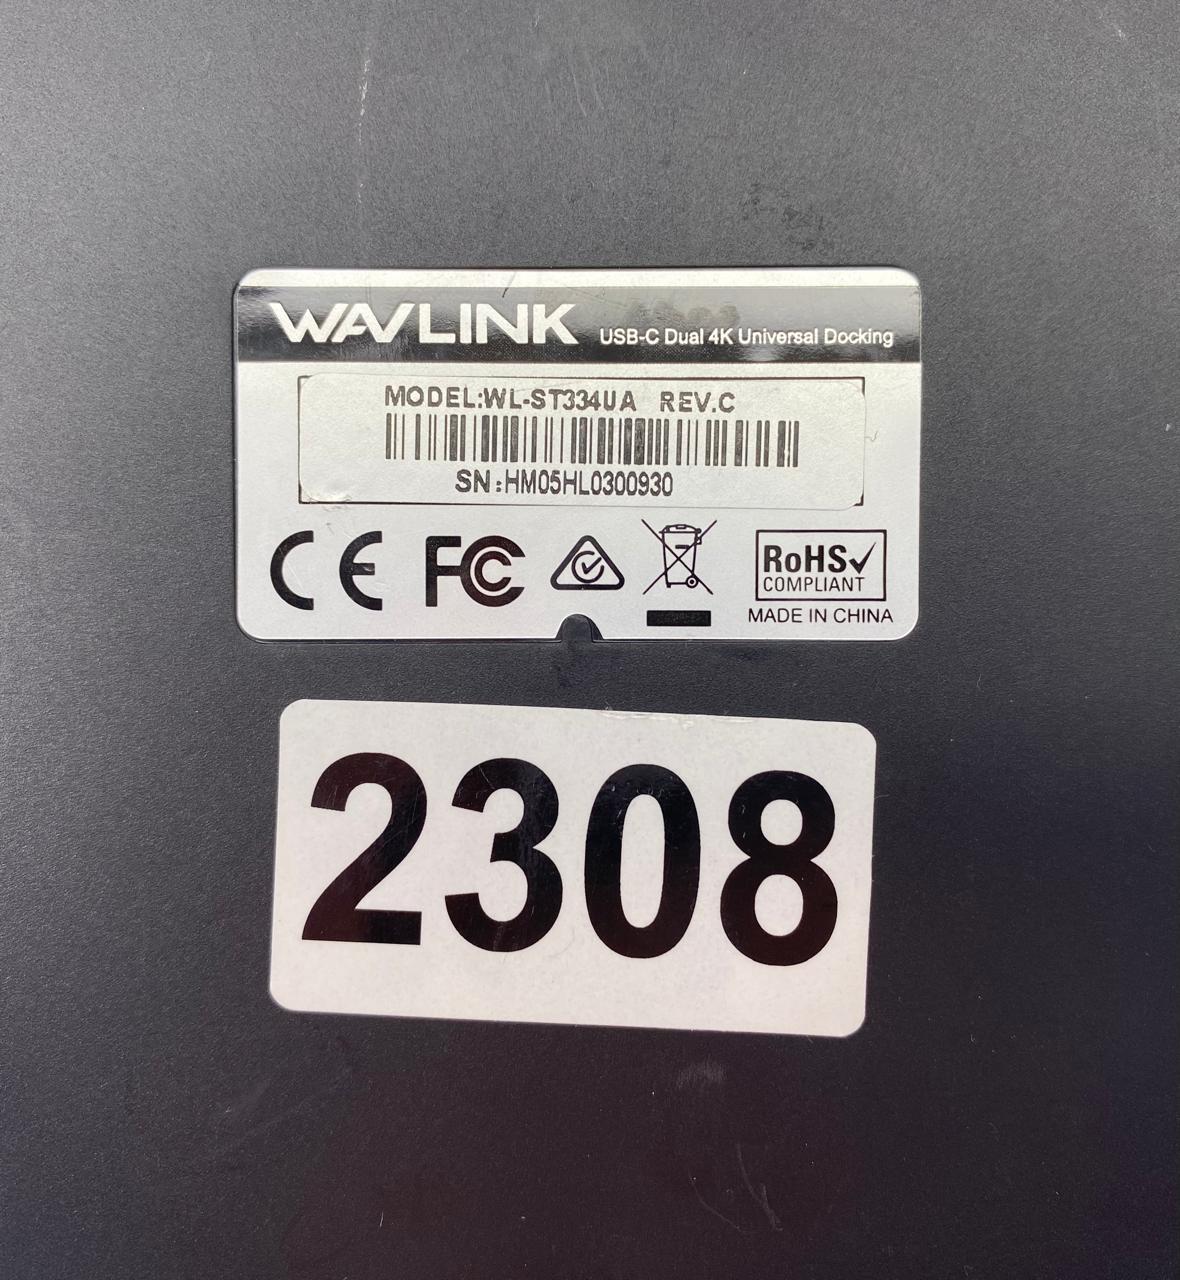 WAVLINK USB-C Dual 4K Universal Docking
MODEL:WL-ST334UA REV.C
SN:HM05HL0300930
CE FC RoHS✓
COMPLIANT
MADE IN CHINA
2308